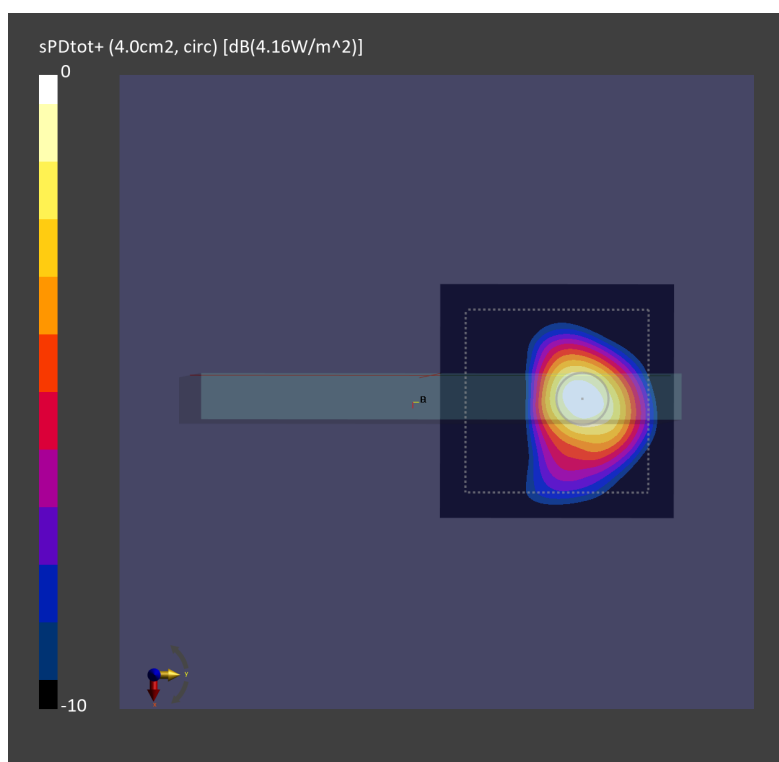 sPDtot+ (4.0cm2, circ) [dB(4.16W/m^2)]
0
B
y
-10